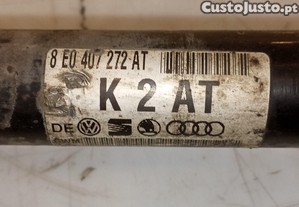 CustoJusto.pt
8 E0 407 272 AT
K 2 AT
DE